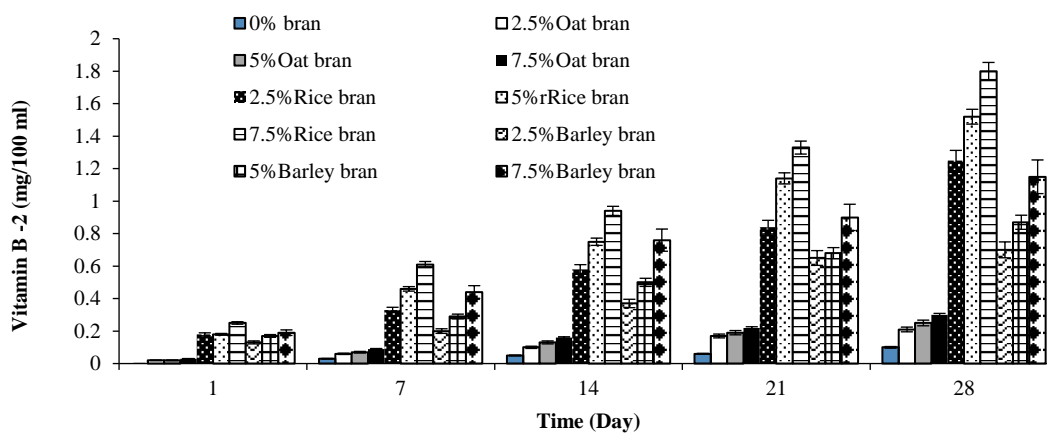 0% bran
2.5%Oat bran
5%Oat bran
7.5%Oat bran
2.5%Rice bran
5%rRice bran
7.5%Rice bran
2.5%Barley bran
5%Barley bran
7.5%Barley bran
2
1.8
1.6
1.4
1.2
1
0.8
0.6
0.4
0.2
0
Vitamin B -2 (mg/100 ml)
1
7
14
21
28
Time (Day)